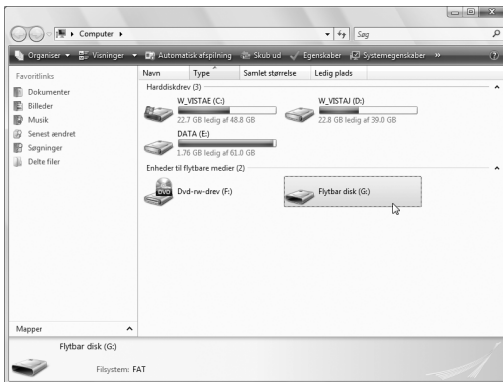 Computer
Søg
Organiser Visninger Automatisk afspilning Skub ud Egenskaber Systemegenskaber »
Favoritlinks
Dokumenter
Billeder
Musik
Senest ændret
Søgninger
Delte filer
Mapper
Navn Type Samlet størrelse Ledig plads
Harddiskdrev (3)
W_VISTAE (C:)
22.7 GB ledig af 48.8 GB
W_VISTAJ (D:)
22.8 GB ledig af 39.0 GB
DATA (E:)
1.76 GB ledig af 61.0 GB
Enheder til flytbare medier (2)
DVD
Dvd-rw-drev (F:)
Flytbar disk (G:)
Flytbar disk (G:)
Filsystem: FAT